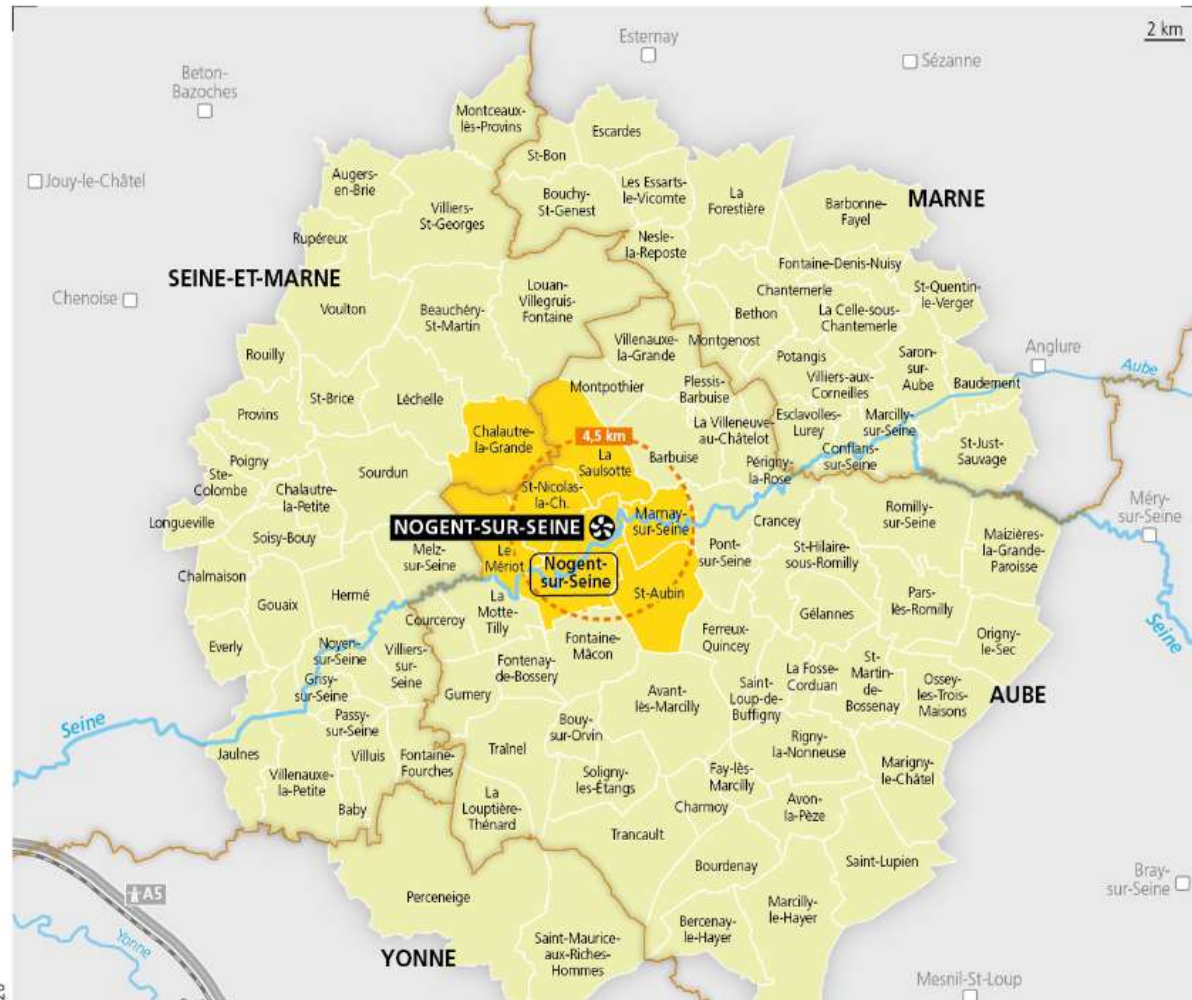 2 km
Esternay
Sézanne
Beton-
Bazoches
Montceaux-
lès-Provins
Escardes
St-Bon
Jouy-le-Châtel
Augers-
en-Brie
Villiers-
St-Georges
Bouchy-
St-Genest
Les Essarts-
le-Vicomte
La
Forestière
Barbonne-
Fayel
MARNE
Rupéreux
Nesle-
la-Reposte
SEINE-ET-MARNE
Fontaine-Denis-Nuisy
Chenoise
Voulton
Beauchéry-
St-Martin
Louan-
Villegruis-
Fontaine
Chantemerle
St-Quentin-
le-Verger
Bethon
La Celle-sous-
Chantemerle
Rouilly
Villenauxe-
la-Grande
Montgenost
Potangis
Saron-
sur-
Aube
Anglure
Aube
St-Brice
Léchelle
Montpothier
Plessis-
Barbuise
Villiers-aux-
Corneilles
Baudement
Provins
Chalautre-
la-Grande
4,5 km
La Villeneuve-
au-Châtelot
Esclavolles-
Lurey
Marcilly-
sur-Seine
Conflans-
sur-Seine
St-Just-
Sauvage
Poigny
Ste-
Colombe
Sourdun
La
Saulsotte
Barbuise
Périgny-
la-Rose
Chalautre-
la-Petite
St-Nicolas-
la-Ch.
Longueville
Soisy-Bouy
NOGENT-SUR-SEINE
Marnay-
sur-Seine
Crancey
Romilly-
sur-Seine
Méry-
sur-Seine
Melz-
sur-Seine
Le
Mériot
Nogent-
sur-Seine
Pont-
sur-Seine
St-Hilaire-
sous-Romilly
Maizières-
la-Grande-
Paroisse
Chalmaison
Gouaix
Hermé
La
Motte-
Tilly
St-Aubin
Gélannes
Pars-
lès-Romilly
Seine
Courceroy
Everly
Noyen-
sur-Seine
Villiers-
sur-
Seine
Fontaine-
Mâcon
Ferreux-
Quincey
Origny-
le-Sec
Grisy-
sur-Seine
Gumery
Fontenay-
de-Bossery
Avant-
lès-Marcilly
Saint-
Loup-de-
Buffigny
La Fosse-
Corduan
St-
Martin-
de-
Bossenay
Ossey-
les-Trois-
Maisons
AUBE
Seine
Passy-
sur-Seine
Bouy-
sur-Orvin
Rigny-
la-Nonneuse
Jaulnes
Villuis
Fontaine-
Fourches
Traînel
Marigny-
le-Châtel
Villenauxe-
la-Petite
Soligny-
les-Étangs
Fay-lès-
Marcilly
Baby
La
Louptière-
Thénard
Charmoy
Avon-
la-Pèze
Trancault
Bourdenay
Saint-Lupien
Bray-
sur-Seine
A5
Perceneige
Marcilly-
le-Hayer
Bercenay-
le-Hayer
Yonne
YONNE
Saint-Maurice-
aux-Riches-
Hommes
Mesnil-St-Loup